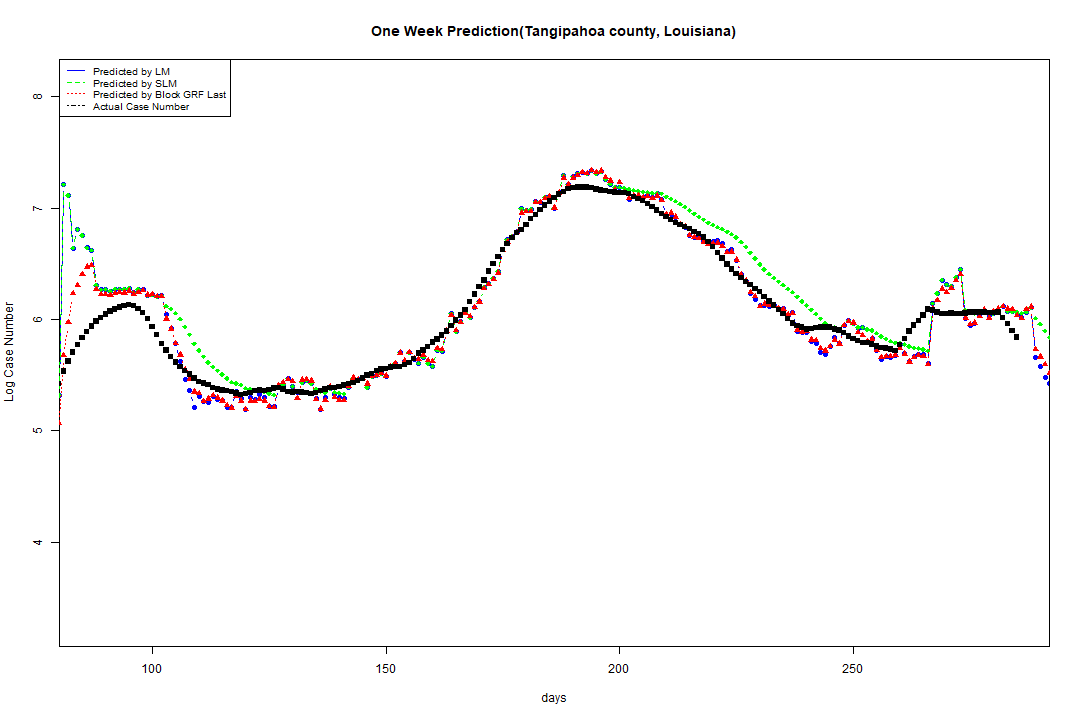 One Week Prediction(Tangipahoa county, Louisiana)
Predicted by LM
Predicted by SLM
Predicted by Block GRF Last
Actual Case Number
8
7
6
5
4
Log Case Number
100 150 200 250
days